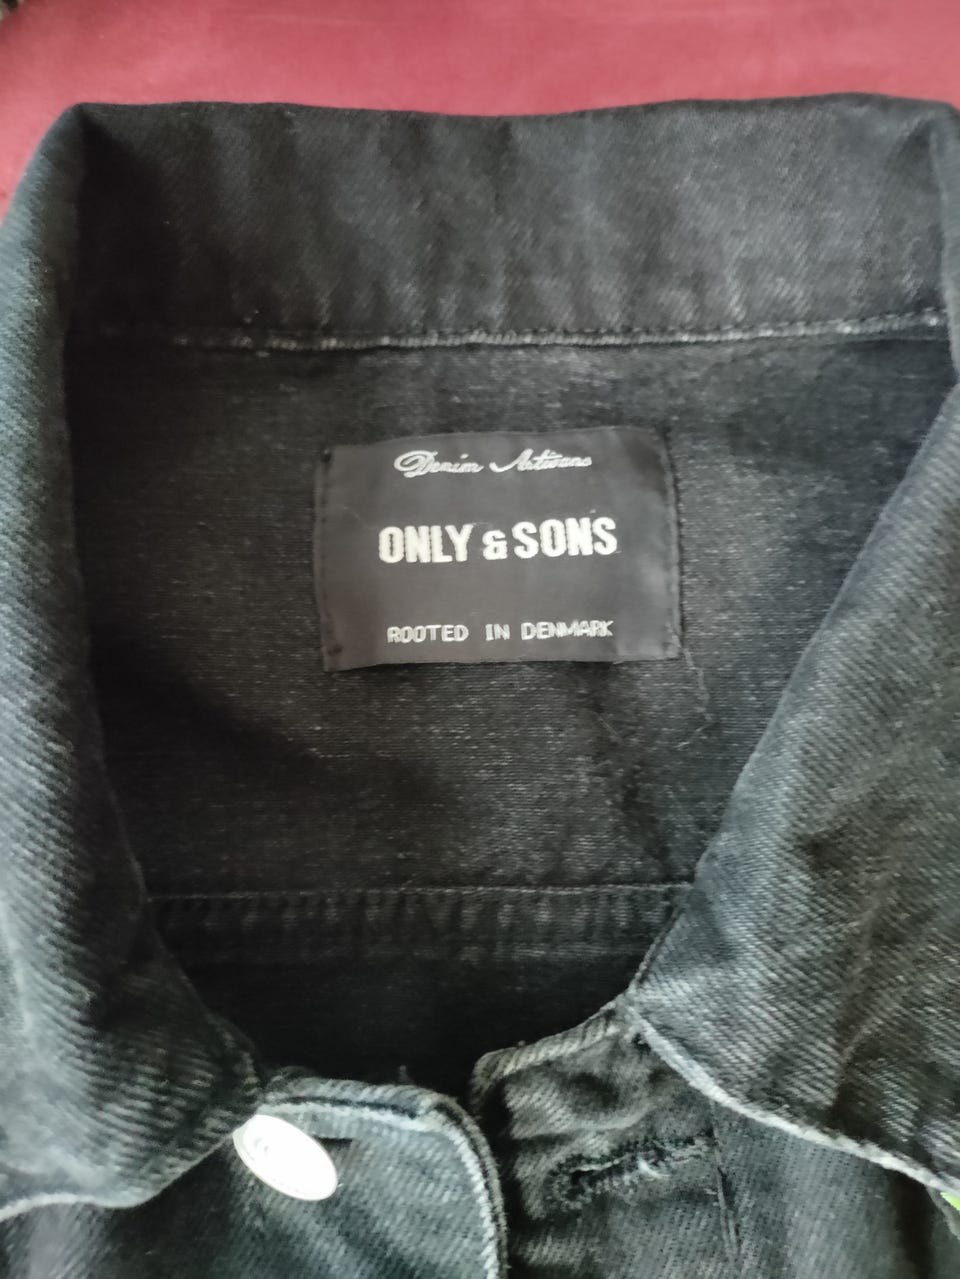 Denim Artisans
ONLY & SONS
ROOTED IN DENMARK